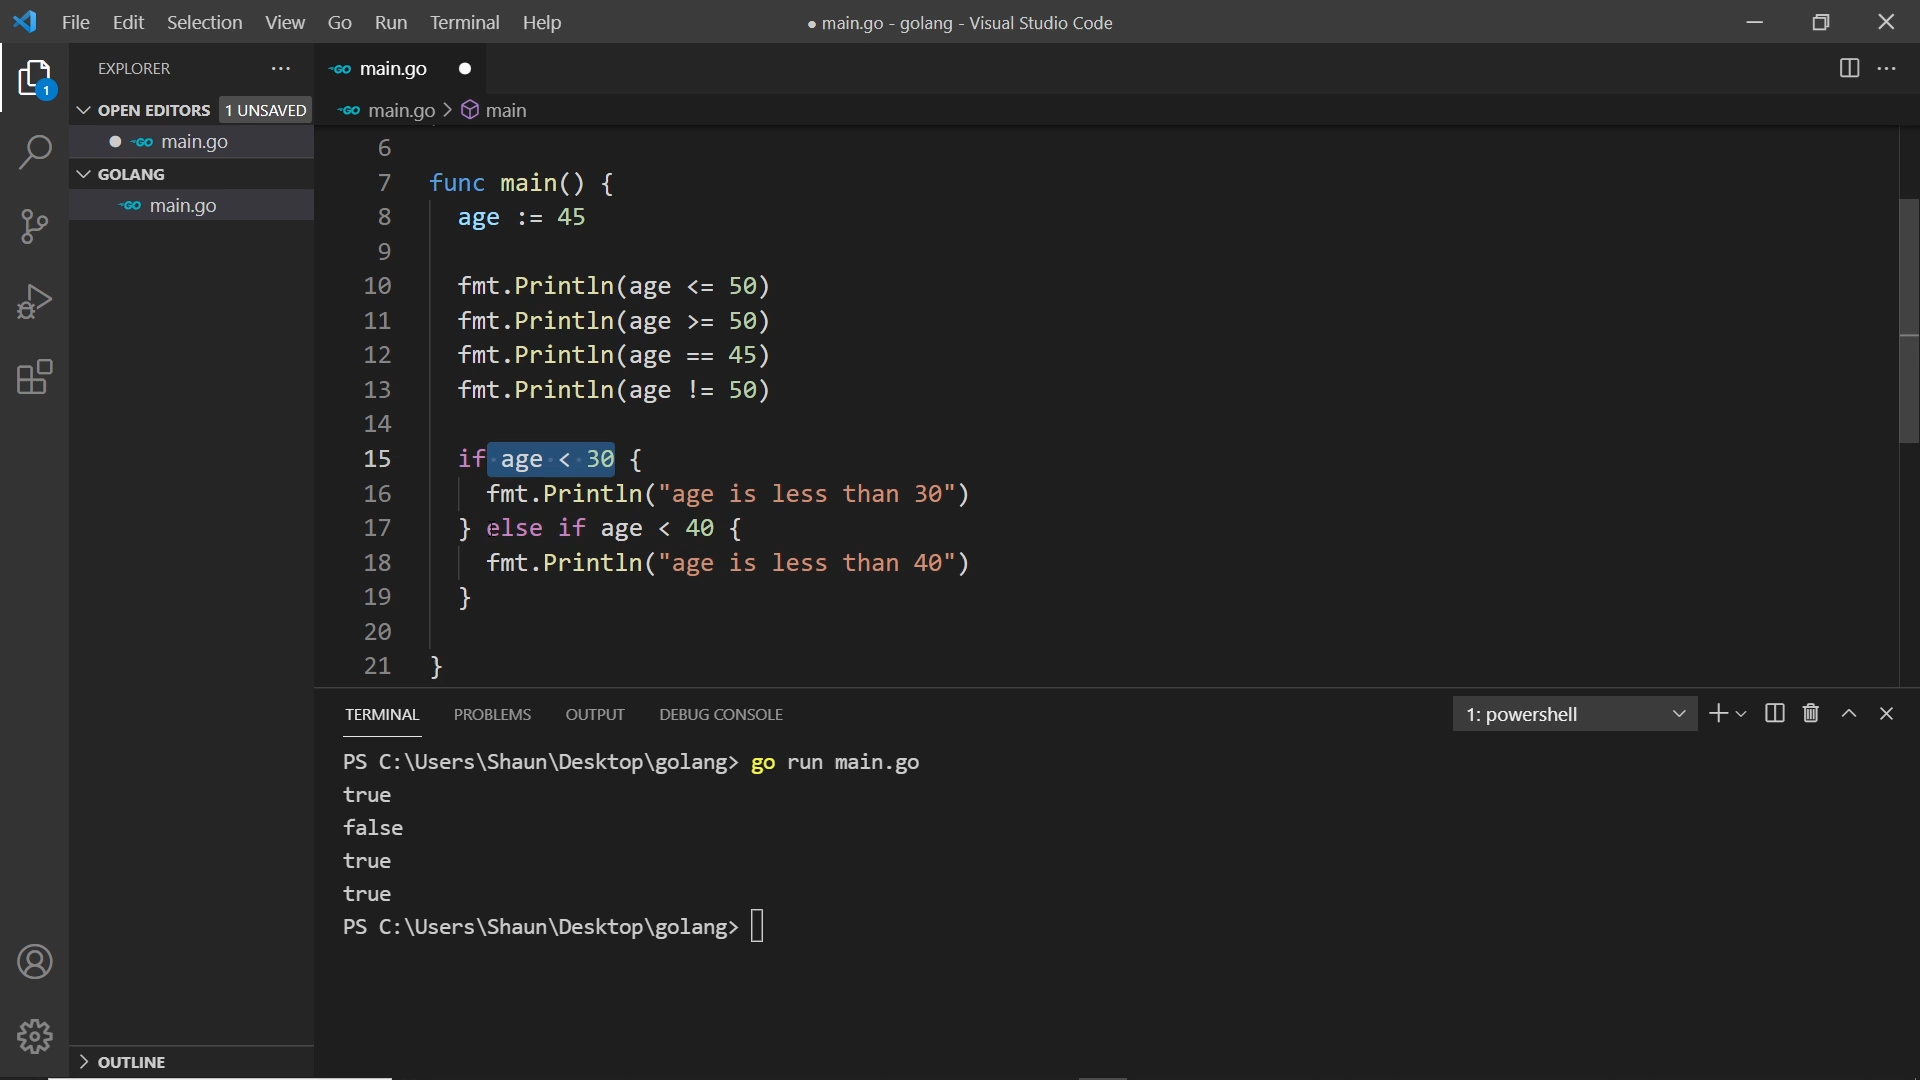 File Edit Selection View Go Run Terminal Help
● main.go - golang - Visual Studio Code
1
EXPLORER ...
OPEN EDITORS 1 UNSAVED
GO main.go
GOLANG
GO main.go
OUTLINE
GO main.go
GO main.go > main
6
7 func main() {
8 age := 45
9
10 fmt.Println(age <= 50)
11 fmt.Println(age >= 50)
12 fmt.Println(age == 45)
13 fmt.Println(age != 50)
14
15 if age < 30 {
16 fmt.Println("age is less than 30")
17 } else if age < 40 {
18 fmt.Println("age is less than 40")
19 }
20
21 }
TERMINAL PROBLEMS OUTPUT DEBUG CONSOLE 1: powershell
PS C:\Users\Shaun\Desktop\golang> go run main.go
true
false
true
true
PS C:\Users\Shaun\Desktop\golang>